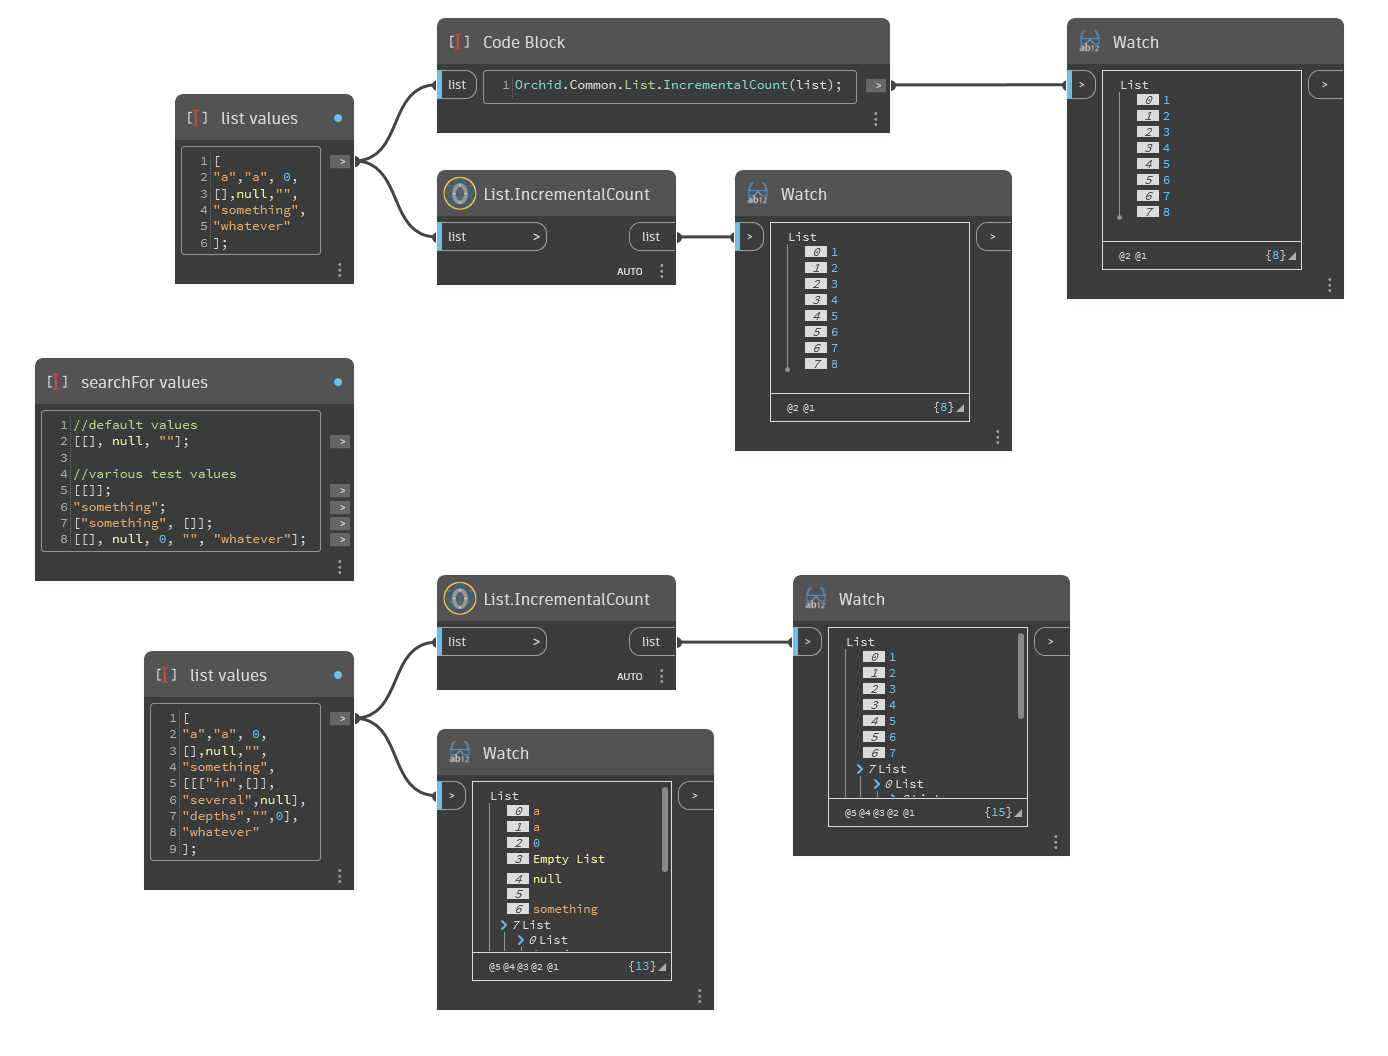 Code Block
list
>
1 Orchid.Common.List.IncrementalCount(list);
>
Watch
>
List
0 1
1 2
2 3
3 4
4 5
5 6
6 7
7 8
@2 @1
{8}
>
list values
1 [
2 "a","a", 0,
3 [],null,"",
4 "something",
5 "whatever"
6 ];
>
List.IncrementalCount
list >
list
AUTO
Watch
>
List
0 1
1 2
2 3
3 4
4 5
5 6
6 7
7 8
@2 @1
{8}
>
searchFor values
1 //default values
2 [[], null, ""];
3
4 //various test values
5 [[]];
6 "something";
7 ["something", []];
8 [[], null, 0, "", "whatever"];
>
>
>
>
>
List.IncrementalCount
list >
list
AUTO
Watch
>
List
0 1
1 2
2 3
3 4
4 5
5 6
6 7
7 List
0 List
@5 @4 @3 @2 @1
{15}
>
list values
1 [
2 "a","a", 0,
3 [],null,"",
4 "something",
5 [[["in",[]],
6 "several",null],
7 "depths","",0],
8 "whatever"
9 ];
>
Watch
>
List
0 a
1 a
2 0
3 Empty List
4 null
5
6 something
7 List
0 List
@5 @4 @3 @2 @1
{13}
>